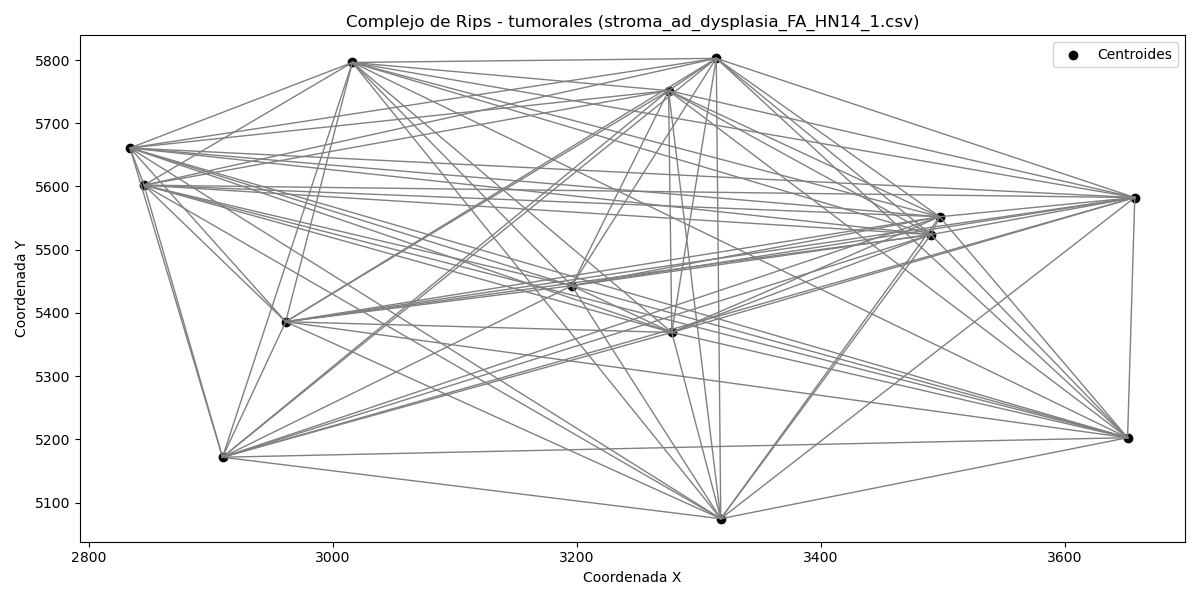 Complejo de Rips - tumorales (stroma_ad_dysplasia_FA_HN14_1.csv)
Centroides
Coordenada Y
5800
5700
5600
5500
5400
5300
5200
5100
2800 3000 3200 3400 3600
Coordenada X